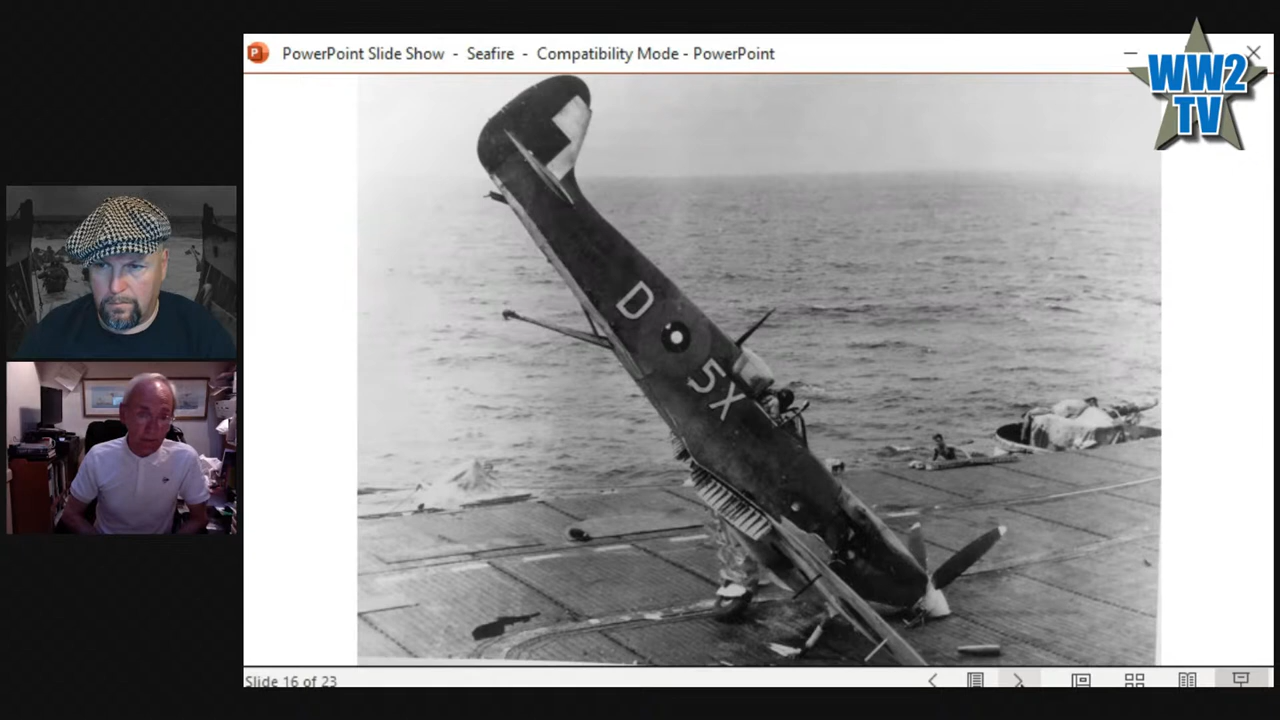 PowerPoint Slide Show - Seafire - Compatibility Mode - PowerPoint
WW2
TV
D
5X
Slide 16 of 23